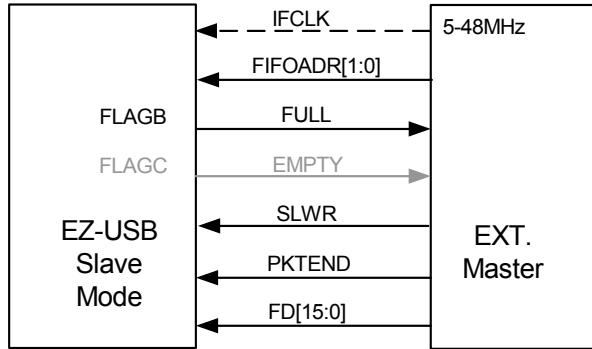 IFCLK
5-48MHz
FIFOADR[1:0]
FLAGB
FULL
FLAGC
EMPTY
SLWR
EZ-USB
Slave
Mode
EXT.
Master
PKTEND
FD[15:0]